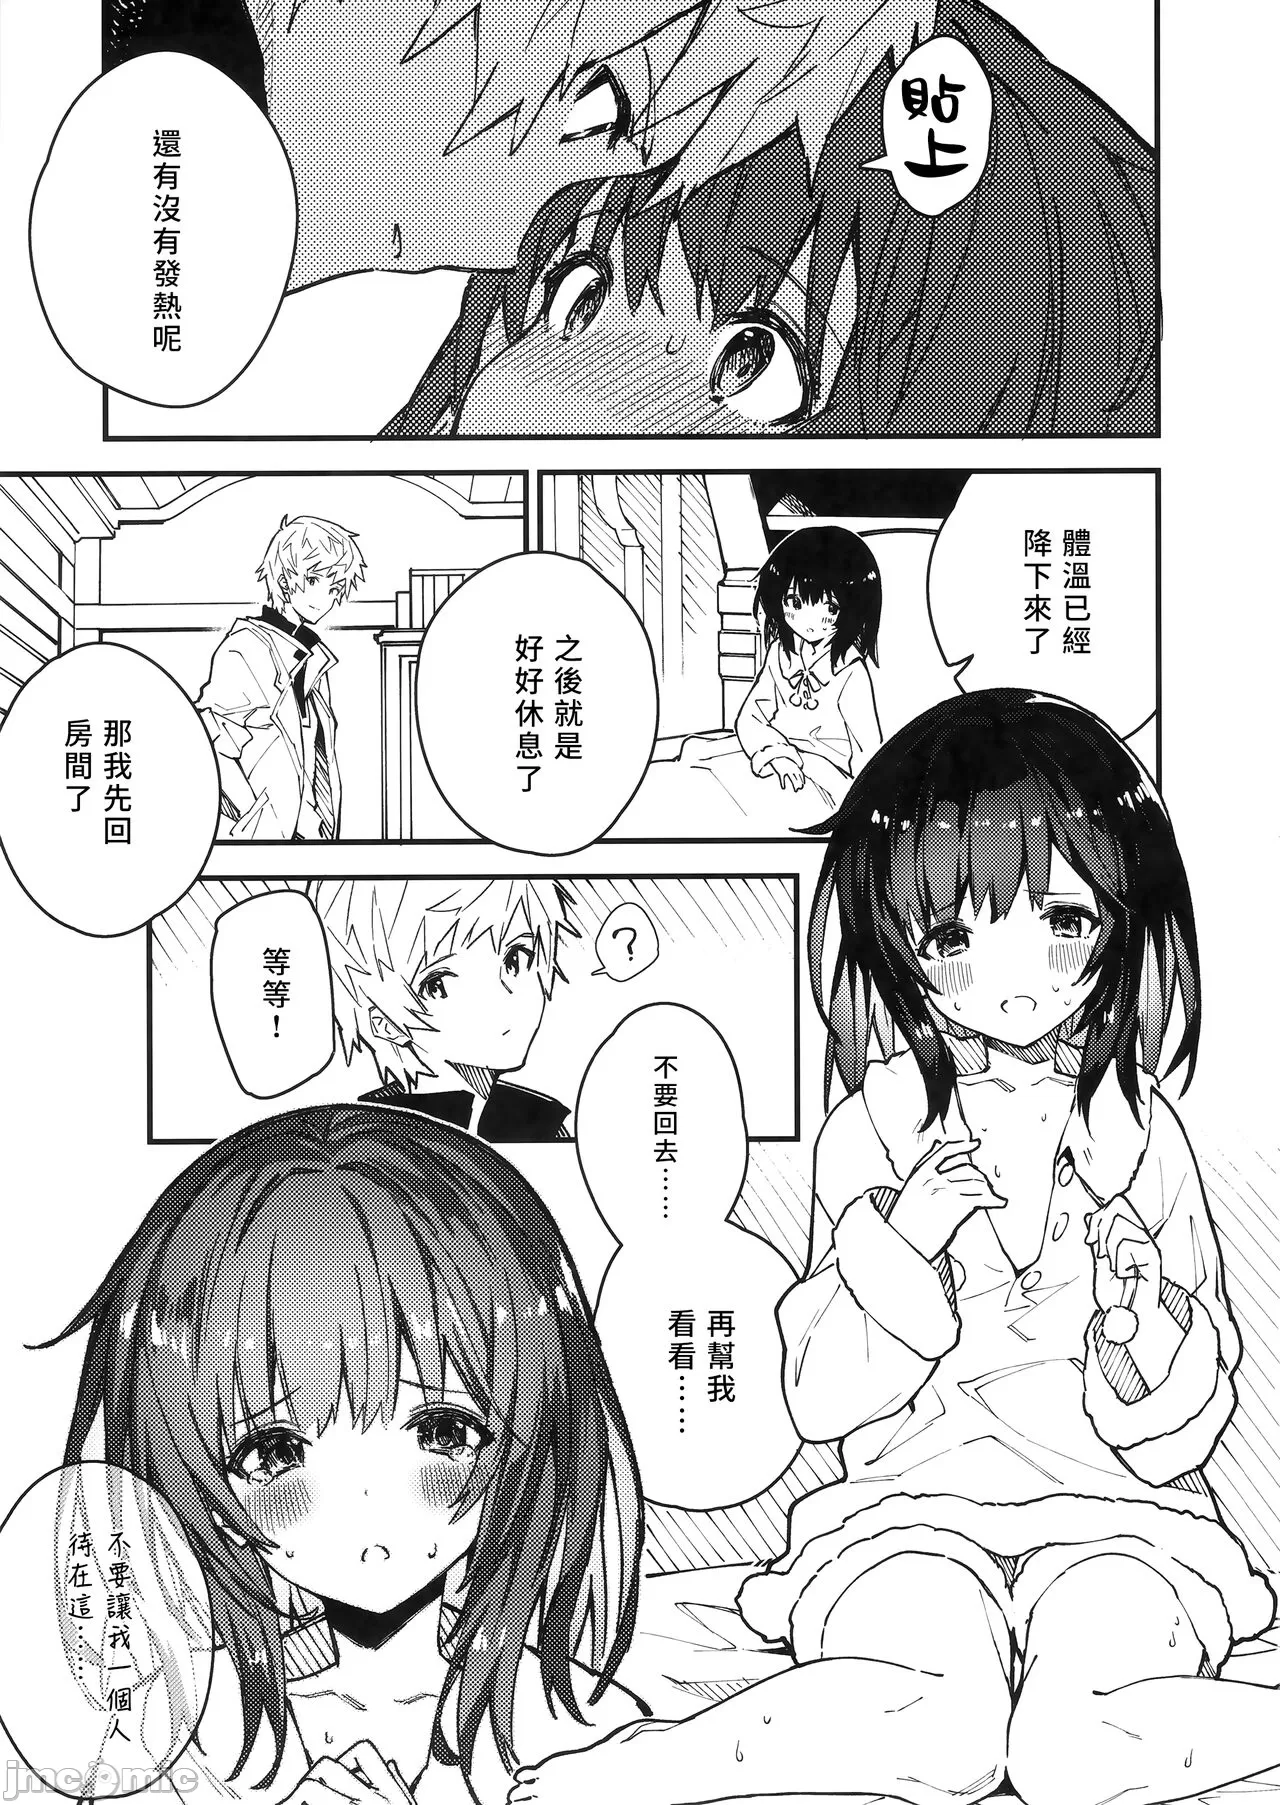 貼上
還有沒有發熱呢
體溫已經
降下來了
之後就是
好好休息了
那我先回
房間了
?
等等！
不要回去……
再幫我
看看……
不要讓我一個人
待在這……
jmcomic